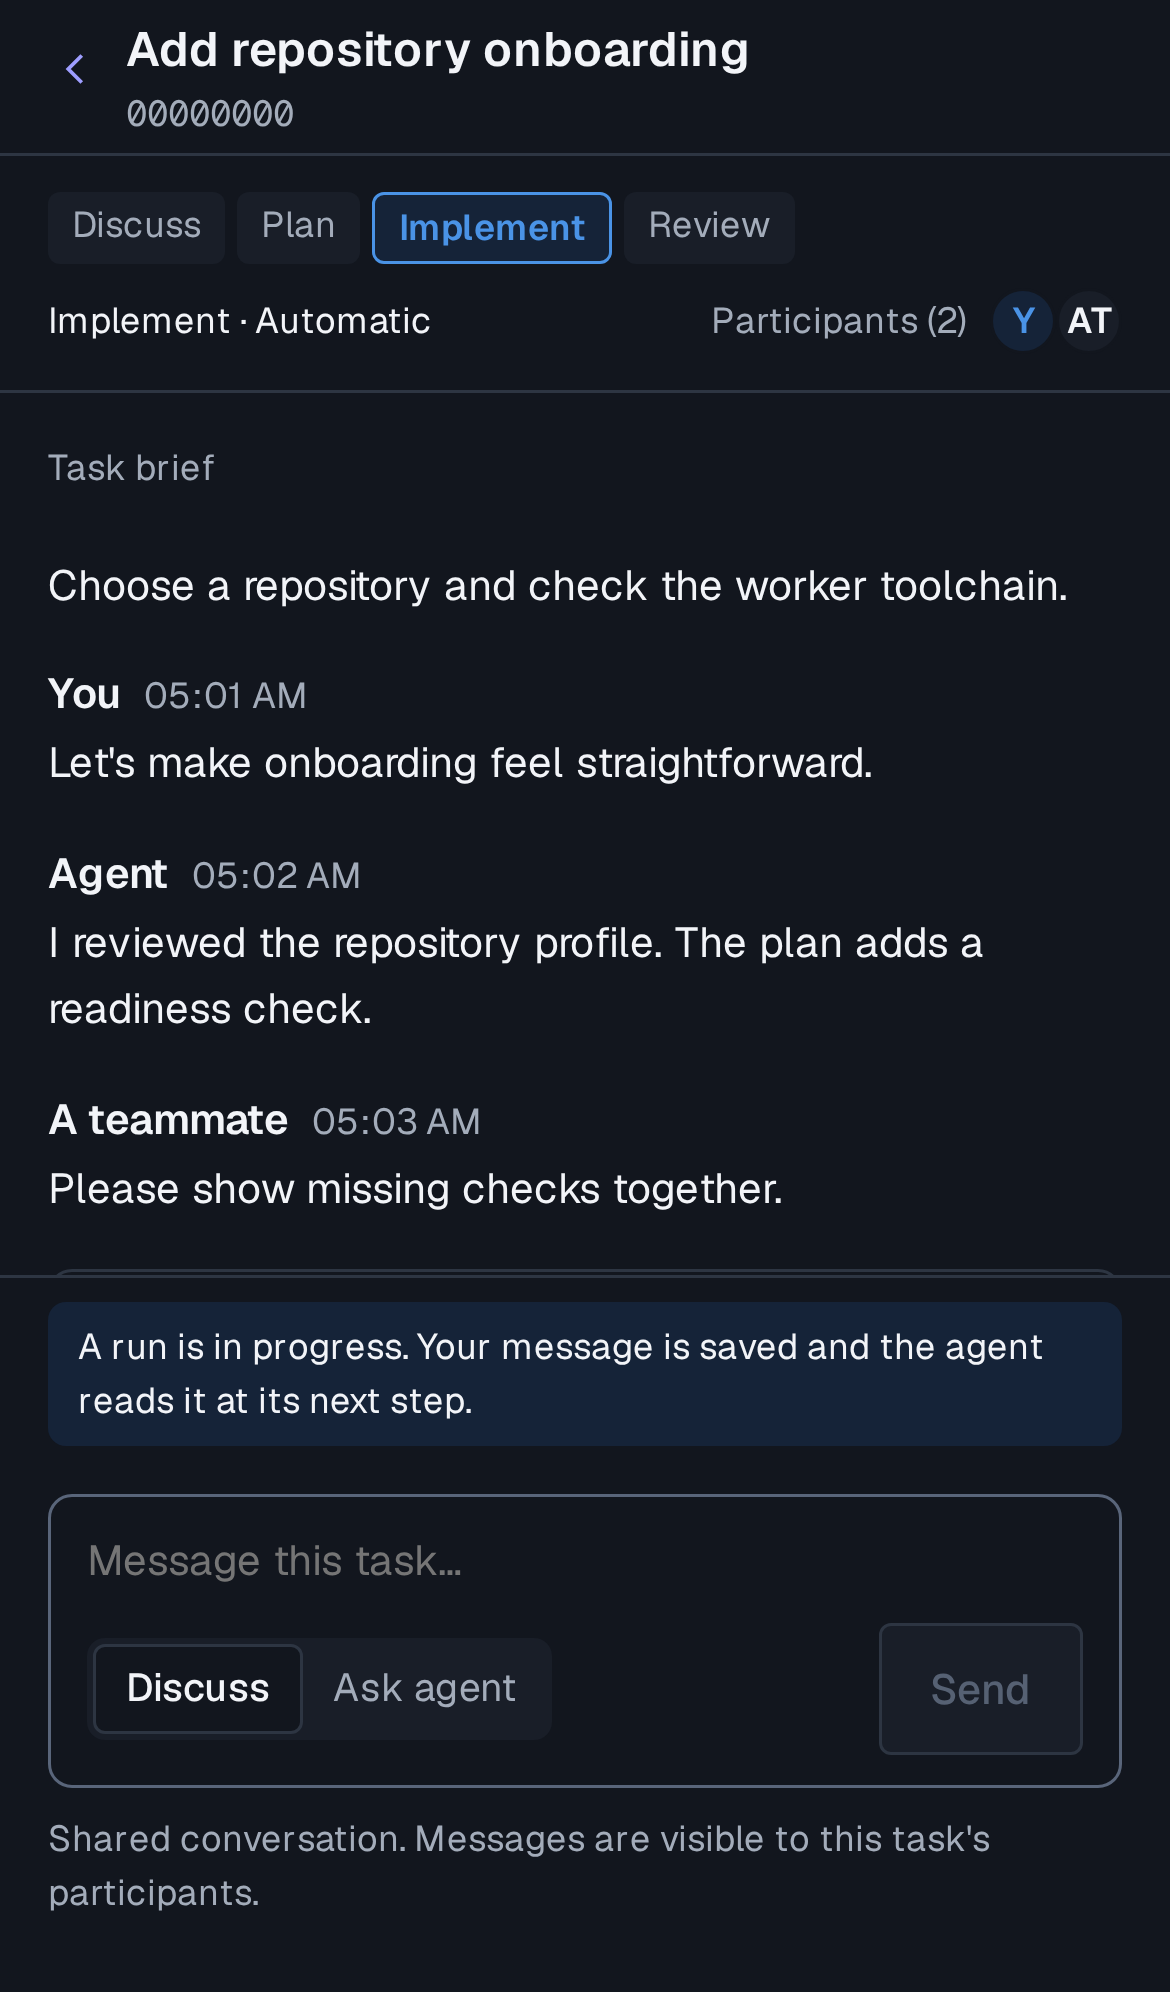 Add repository onboarding
00000000
Discuss Plan Implement Review
Implement · Automatic Participants (2) Y AT
Task brief
Choose a repository and check the worker toolchain.
You 05:01 AM
Let's make onboarding feel straightforward.
Agent 05:02 AM
I reviewed the repository profile. The plan adds a
readiness check.
A teammate 05:03 AM
Please show missing checks together.
A run is in progress. Your message is saved and the agent
reads it at its next step.
Message this task…
Discuss Ask agent Send
Shared conversation. Messages are visible to this task's
participants.